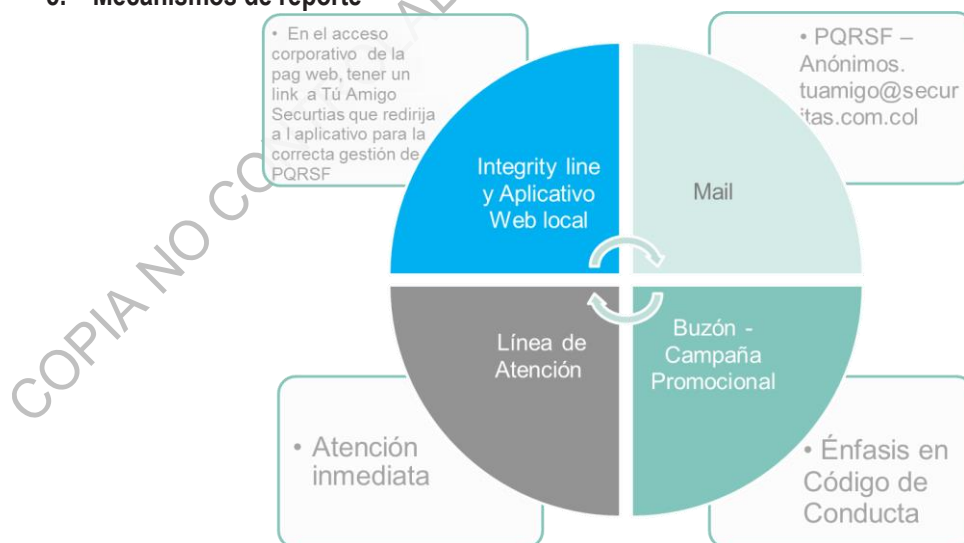 Mecanismos de reporte
• En el acceso
corporativo de la
pag web, tener un
link a Tú Amigo
Securtias que redirija
a l aplicativo para la
correcta gestión de
PQRSF
• PQRSF –
Anónimos.
tuamigo@secur
itas.com.col
Integrity line
y Aplicativo
Web local
Mail
Línea de
Atención
Buzón -
Campaña
Promocional
• Atención
inmediata
• Énfasis en
Código de
Conducta
COPIA NO CO